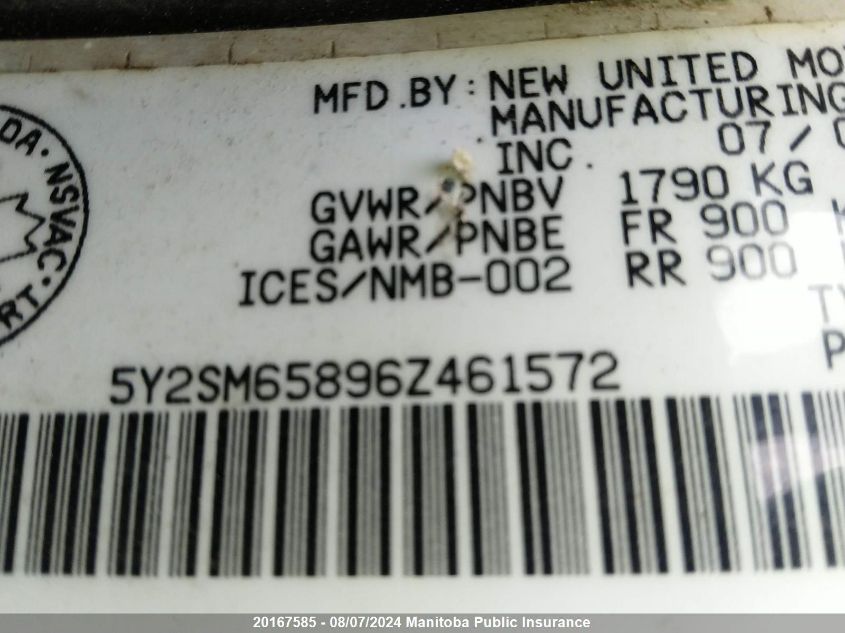 MFD.BY: NEW UNITED
MANUFACTURING
INC. 07/
GVWR/PNBV 1790 KG
GAWR/PNBE FR 900
ICES/NMB-002 RR 900
NSVAC
5Y2SM65896Z461572
20167585 - 08/07/2024 Manitoba Public Insurance